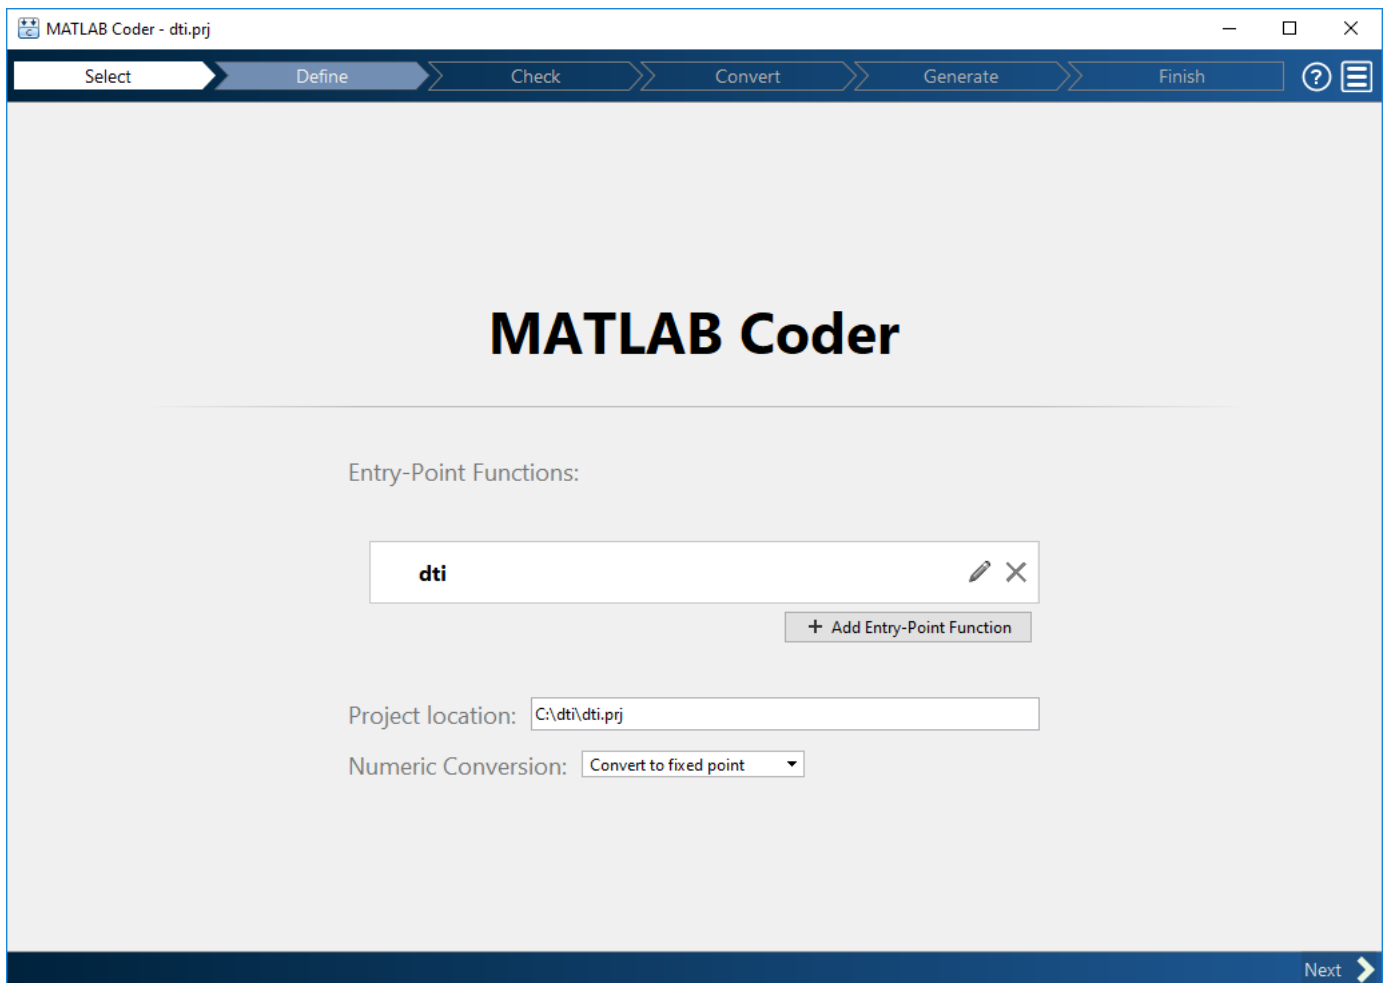 MATLAB Coder - dti.prj
Select Define Check Convert Generate Finish ?
MATLAB Coder
Entry-Point Functions:
dti
+ Add Entry-Point Function
Project location: C:\dti\dti.prj
Numeric Conversion: Convert to fixed point
Next